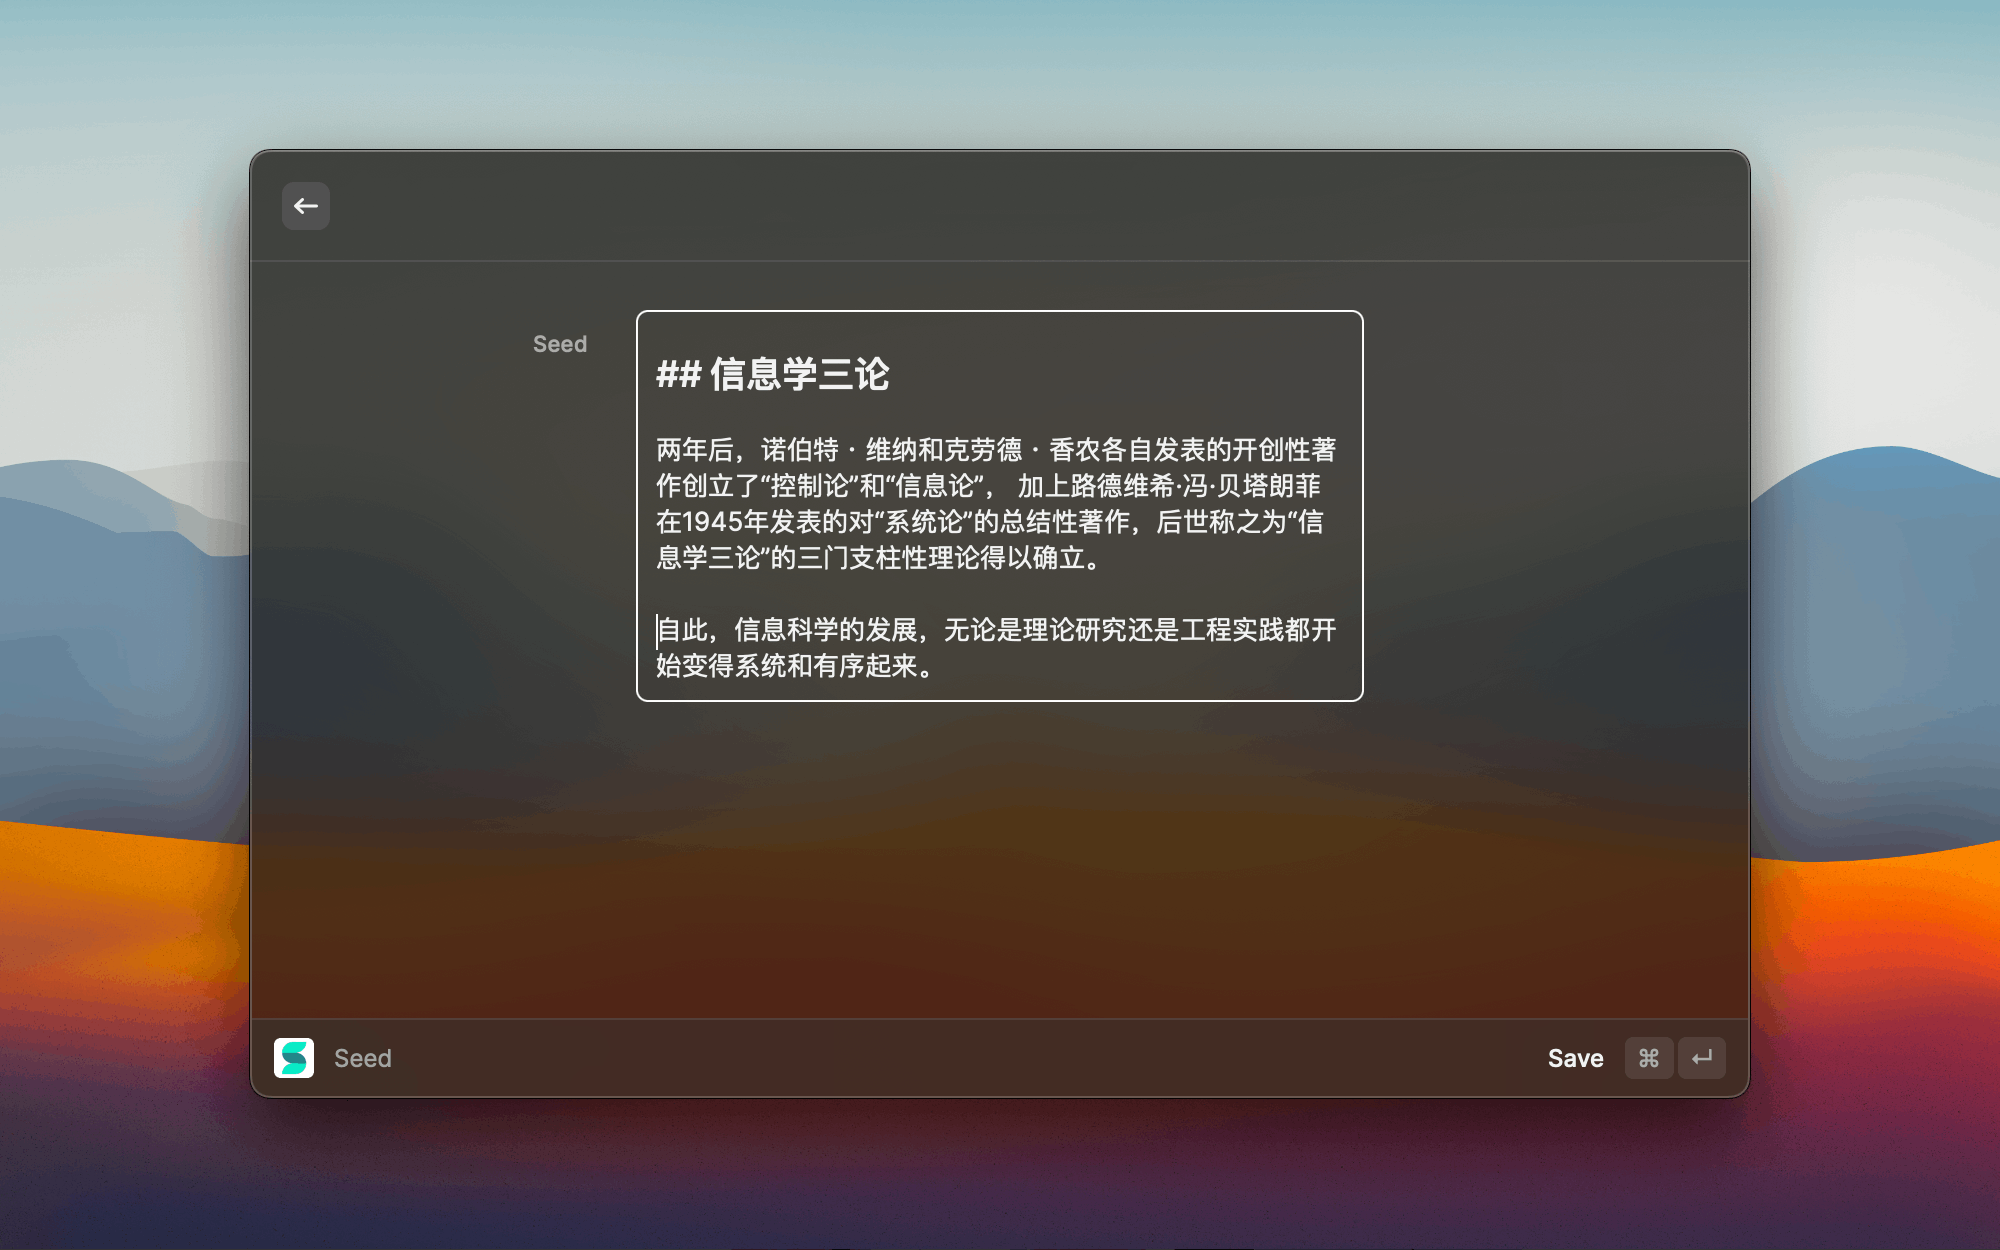 Seed
## 信息学三论
两年后，诺伯特 · 维纳和克劳德 · 香农各自发表的开创性著
作创立了“控制论”和“信息论”， 加上路德维希·冯·贝塔朗菲
在1945年发表的对“系统论”的总结性著作，后世称之为“信
息学三论”的三门支柱性理论得以确立。
自此，信息科学的发展，无论是理论研究还是工程实践都开
始变得系统和有序起来。
Seed
Save ⌘ ↵